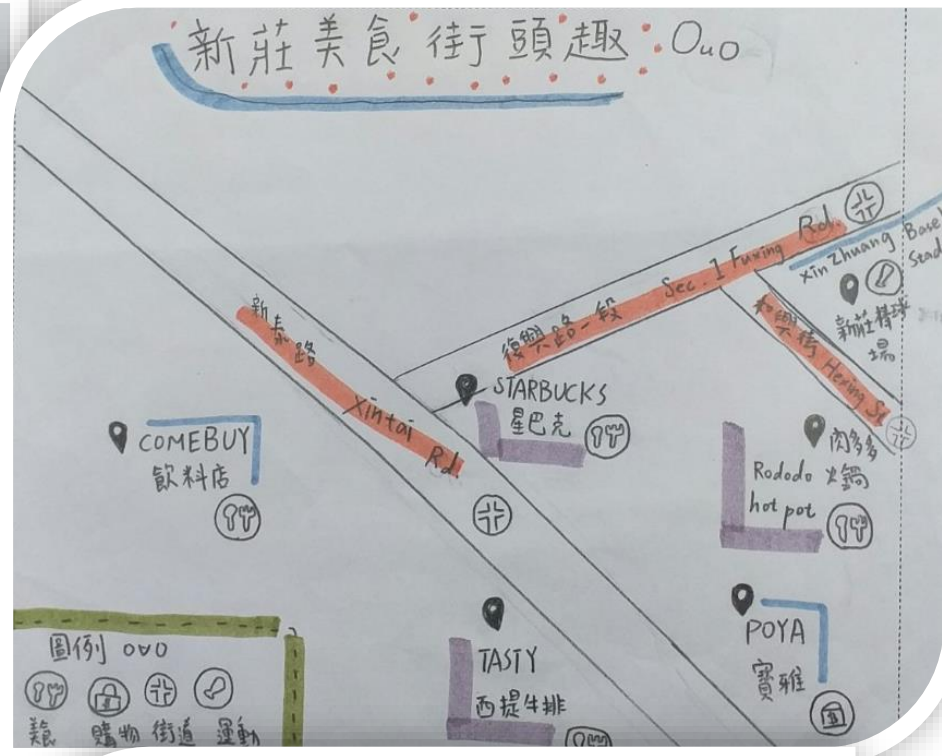 新莊美食街頭趣 OuO
復興路一段 Sec. 1 Fuxing Rd.
Xin Zhuang
新莊棒球
場
和興街 Hexing St
新泰路 Xintai Rd.
STARBUCKS
星巴克
COMEBUY
飲料店
肉多多
火鍋
Rododo
hot pot
TASTY
西提牛排
POYA
寶雅
圖例 OVO
美食 購物 街道 運動